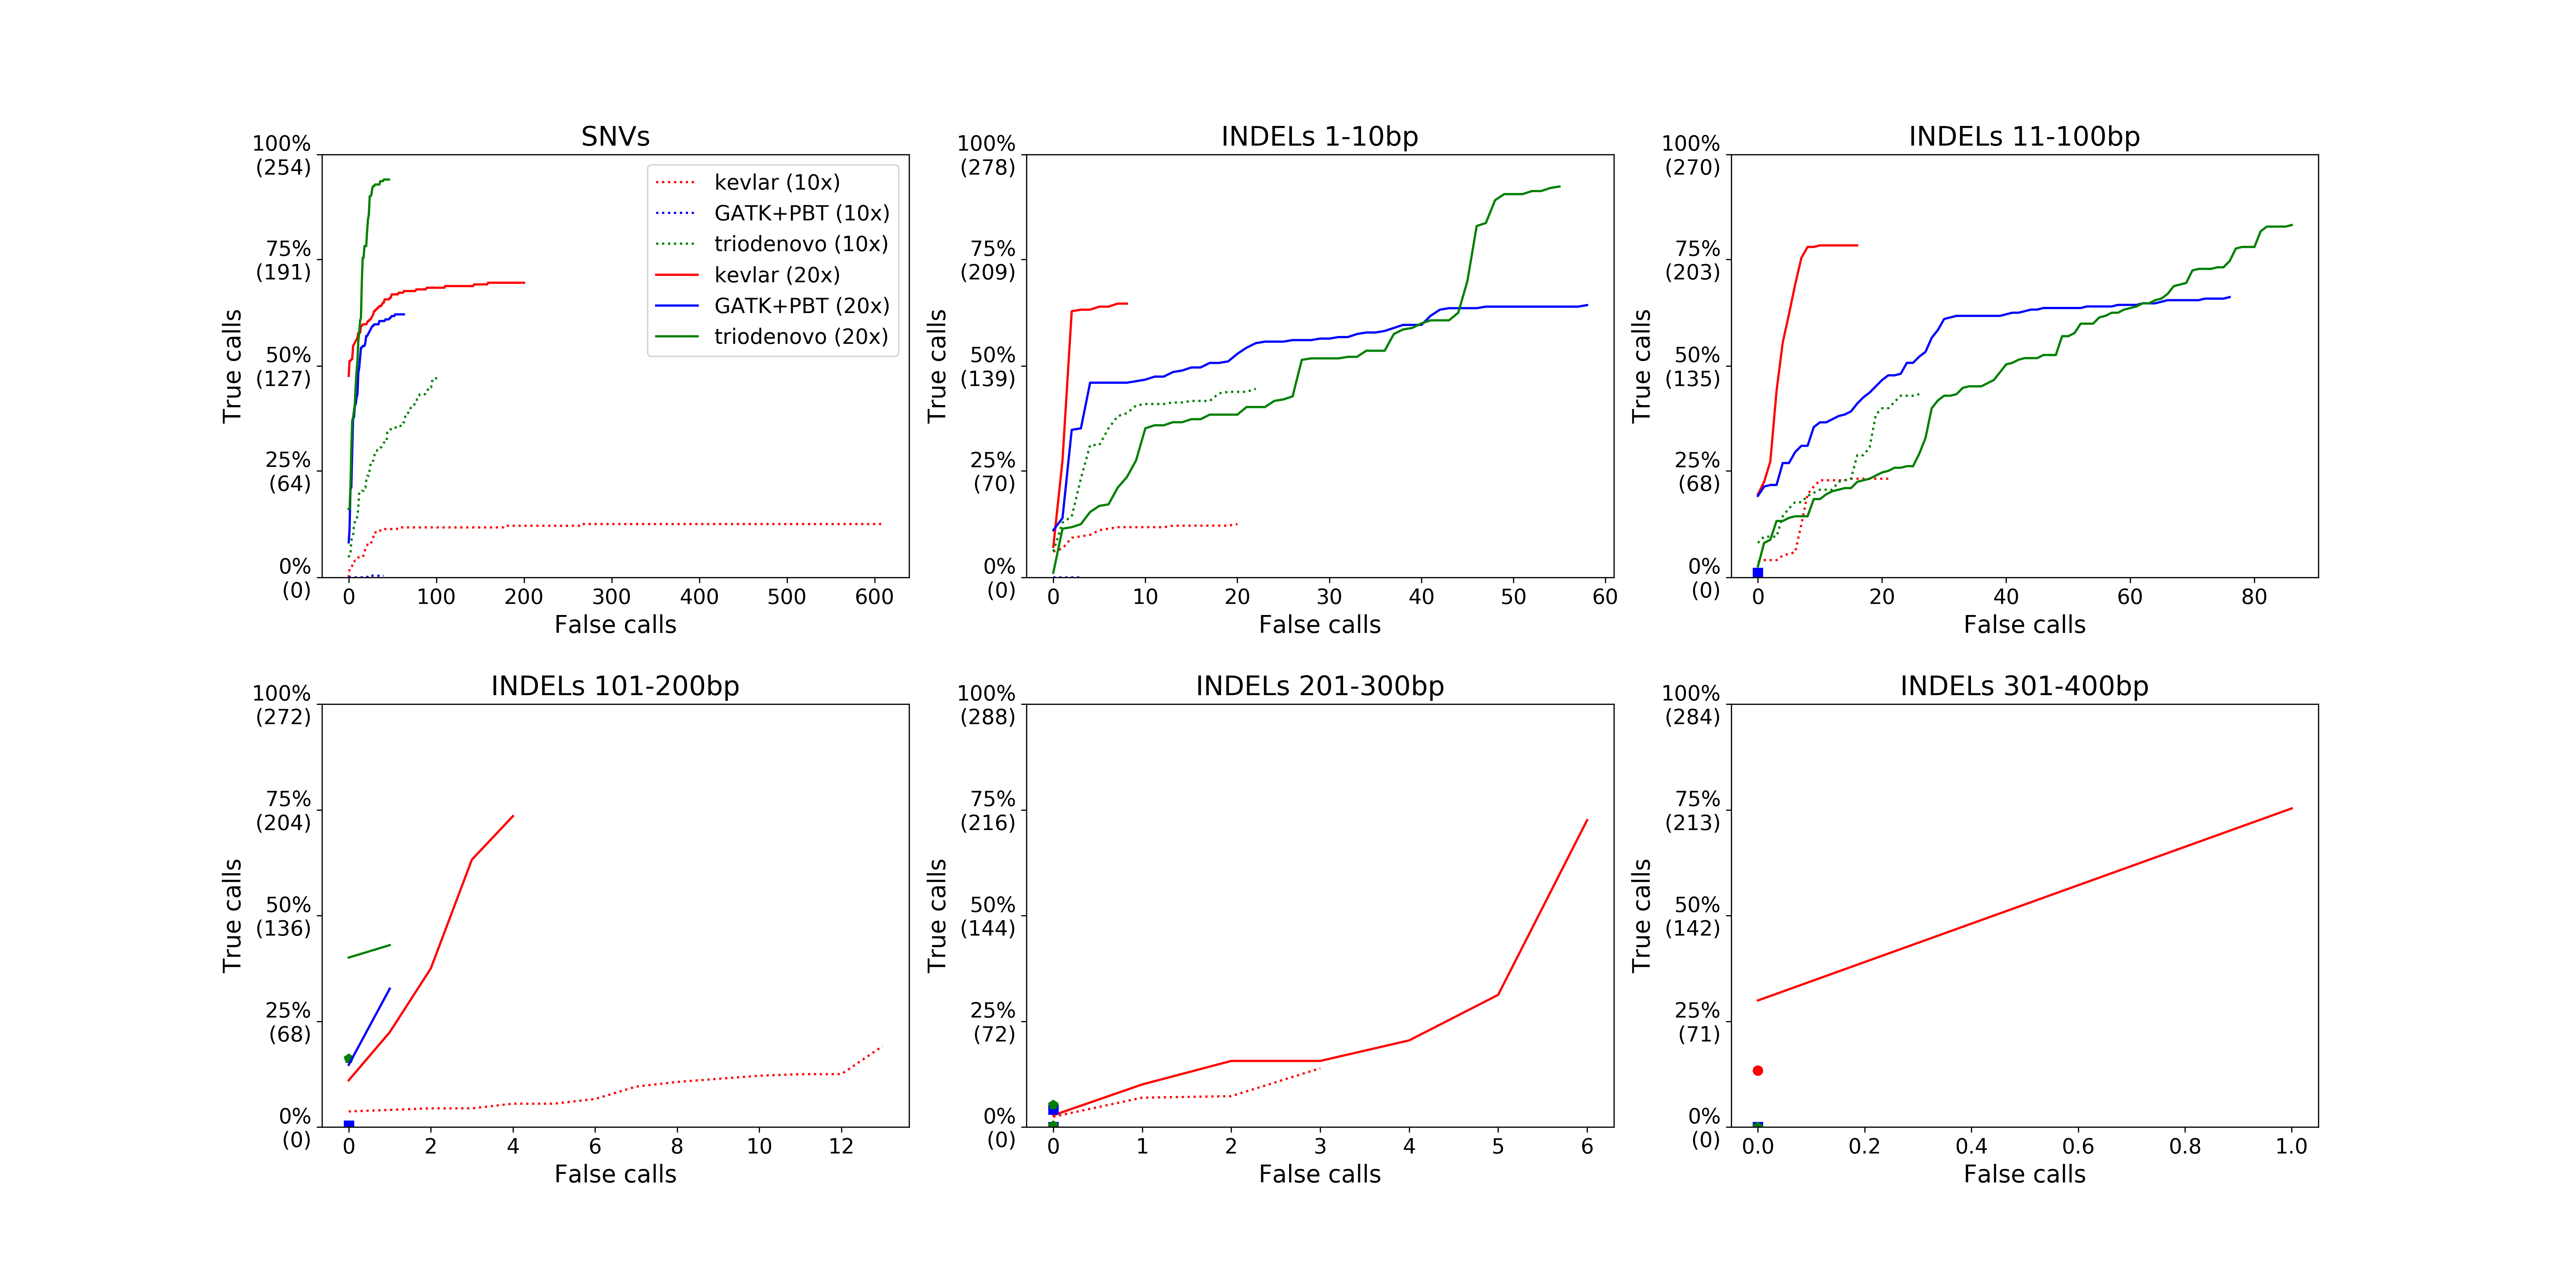 SNVs
100%
(254)
75%
(191)
50%
(127)
25%
(64)
0%
(0)
True calls
kevlar (10x)
GATK+PBT (10x)
triodenovo (10x)
kevlar (20x)
GATK+PBT (20x)
triodenovo (20x)
0 100 200 300 400 500 600
False calls
INDELs 1-10bp
100%
(278)
75%
(209)
50%
(139)
25%
(70)
0%
(0)
True calls
0 10 20 30 40 50 60
False calls
INDELs 11-100bp
100%
(270)
75%
(203)
50%
(135)
25%
(68)
0%
(0)
True calls
0 20 40 60 80
False calls
INDELs 101-200bp
100%
(272)
75%
(204)
50%
(136)
25%
(68)
0%
(0)
True calls
0 2 4 6 8 10 12
False calls
INDELs 201-300bp
100%
(288)
75%
(216)
50%
(144)
25%
(72)
0%
(0)
True calls
0 1 2 3 4 5 6
False calls
INDELs 301-400bp
100%
(284)
75%
(213)
50%
(142)
25%
(71)
0%
(0)
True calls
0.0 0.2 0.4 0.6 0.8 1.0
False calls